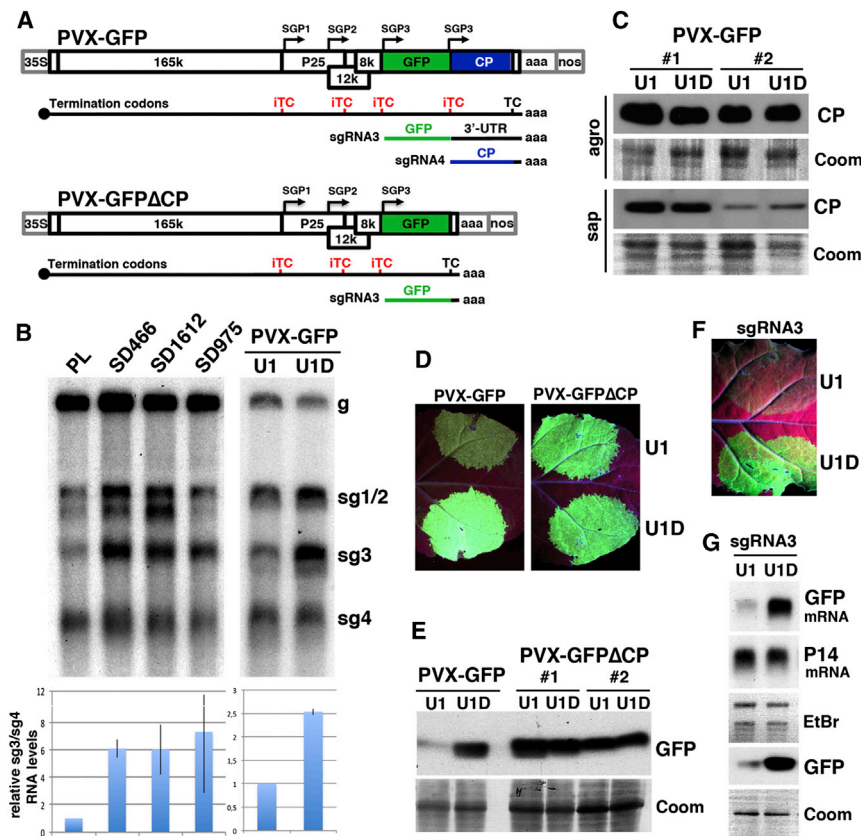 A
PVX-GFP
SGP1 SGP2 SGP3 SGP3
35S 165k P25 8k GFP CP aaa nos
12k
Termination codons iTC iTC iTC iTC TC aaa
sgRNA3 GFP 3'-UTR aaa
sgRNA4 CP aaa
PVX-GFPΔCP
SGP1 SGP2 SGP3
35S 165k P25 8k GFP aaa nos
12k
Termination codons iTC iTC iTC TC aaa
sgRNA3 GFP aaa
B
PL SD466 SD1612 SD975
PVX-GFP
U1 U1D
g
sg1/2
sg3
sg4
relative sg3/sg4
RNA levels
12
10
8
6
4
2
0
3
2,5
2
1,5
1
0,5
0
C
PVX-GFP
#1 #2
U1 U1D U1 U1D
agro
CP
Coom
sap
CP
Coom
D
PVX-GFP PVX-GFPΔCP
U1
U1D
E
PVX-GFP PVX-GFPΔCP
#1 #2
U1 U1D U1 U1D U1 U1D
GFP
Coom
F
sgRNA3
U1
U1D
G
sgRNA3
U1 U1D
GFP
mRNA
P14
mRNA
EtBr
GFP
Coom